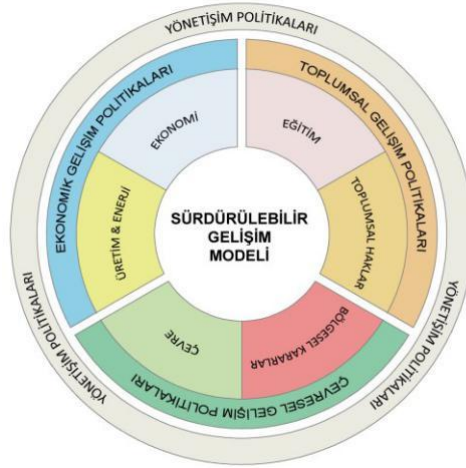 YÖNETİŞİM POLİTİKALARI
EKONOMİK GELİŞİM POLİTİKALARI
TOPLUMSAL GELİŞİM POLİTİKALARI
EKONOMİ
EĞİTİM
ÜRETİM & ENERJİ
SÜRDÜRÜLEBİLİR
GELİŞİM
MODELİ
TOPLUMSAL HAKLAR
ÇEVRE
BÖLGESEL KARARLAR
YÖNETİŞİM POLİTİKALARI
YÖNETİŞİM POLİTİKALARI
ÇEVRESEL GELİŞİM POLİTİKALARI